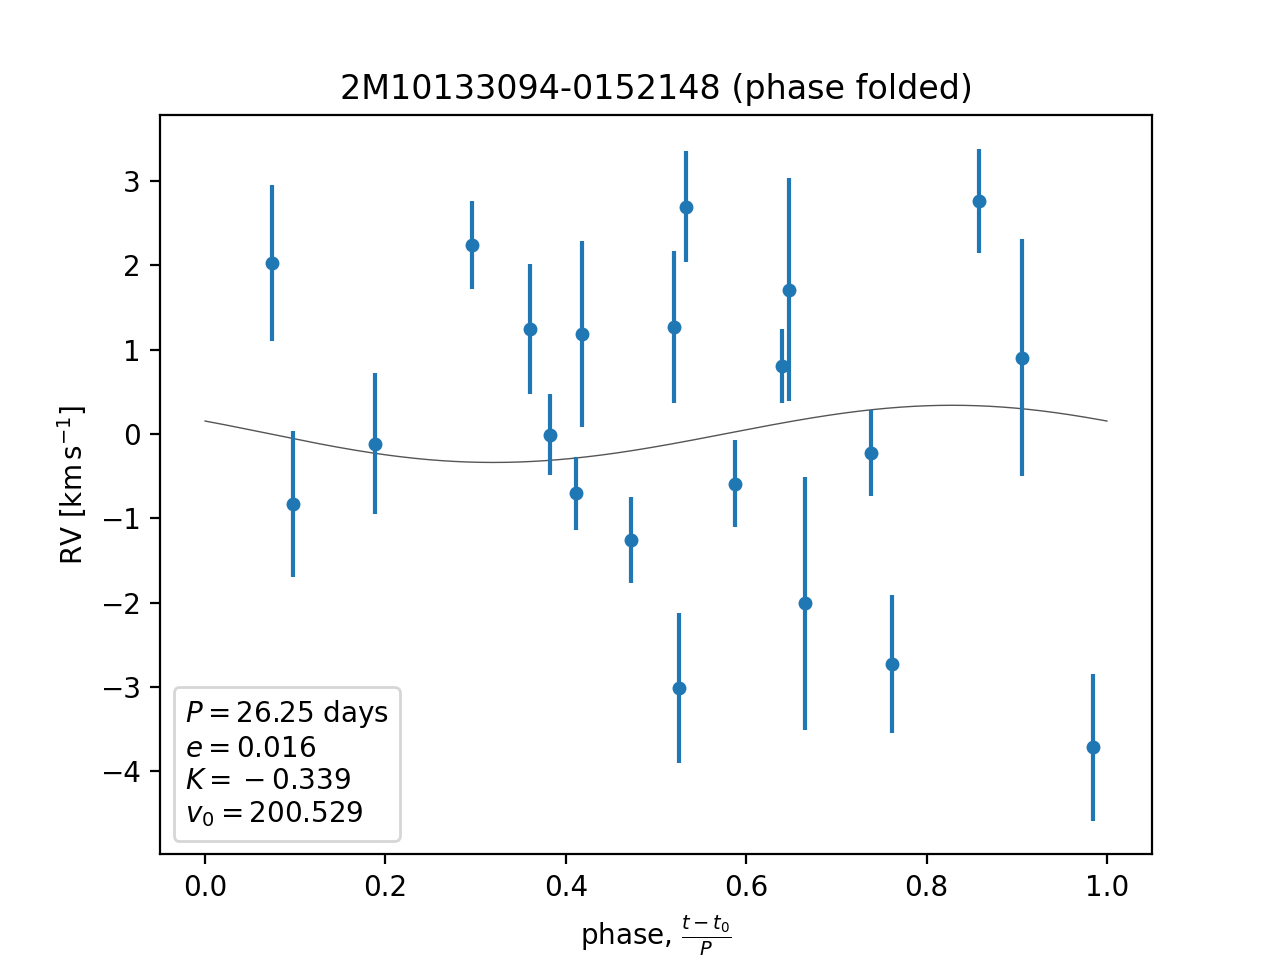 2M10133094-0152148 (phase folded)
RV [km s⁻¹]
3
2
1
0
−1
−2
−3
−4
P = 26.25 days
e = 0.016
K = −0.339
v₀ = 200.529
0.0 0.2 0.4 0.6 0.8 1.0
phase, (t − t₀)/P